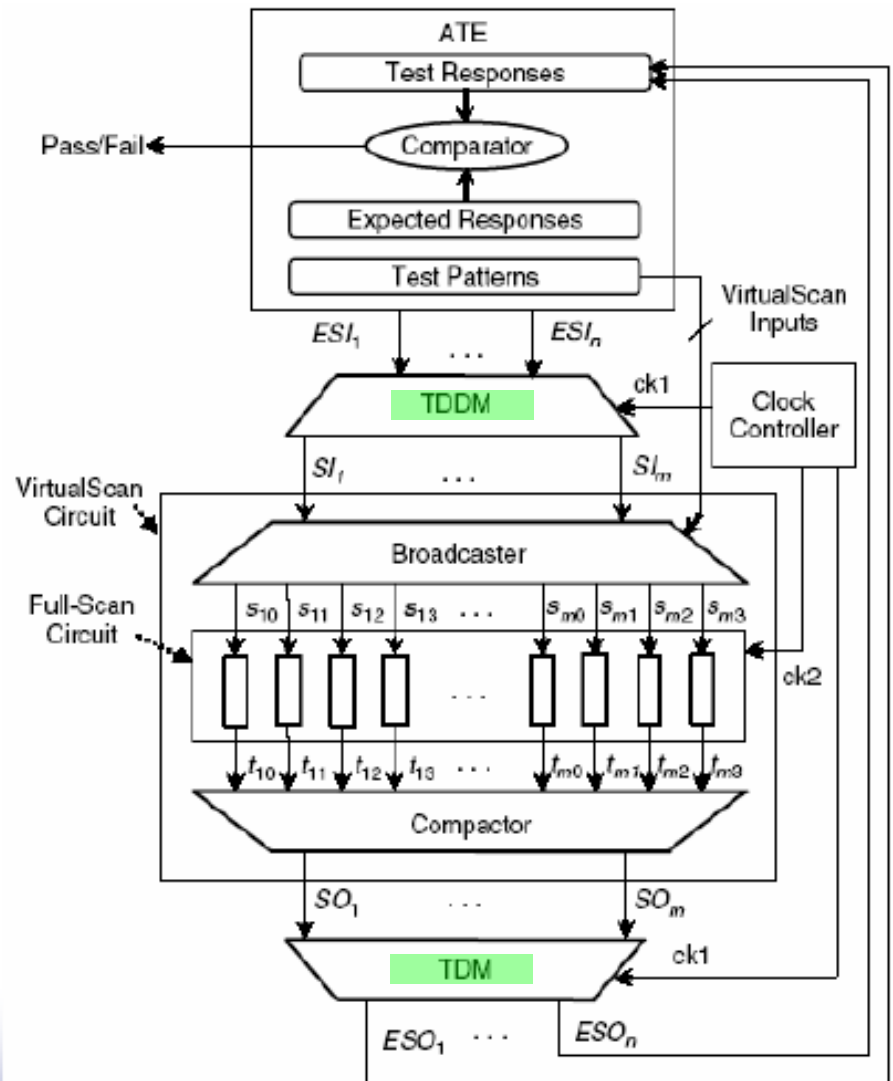 ATE
Test Responses
Pass/Fail
Comparator
Expected Responses
Test Patterns
VirtualScan
Inputs
ESI1
. . .
ESIn
ck1
TDDM
Clock
Controller
SI1
. . .
SIm
VirtualScan
Circuit
Broadcaster
Full-Scan
Circuit
s10 s11 s12 s13 . . . sm0 sm1 sm2 sm3
. . .
ck2
t10 t11 t12 t13 . . . tm0 tm1 tm2 tm3
Compactor
SO1
. . .
SOm
TDM
ck1
ESO1
. . .
ESOn